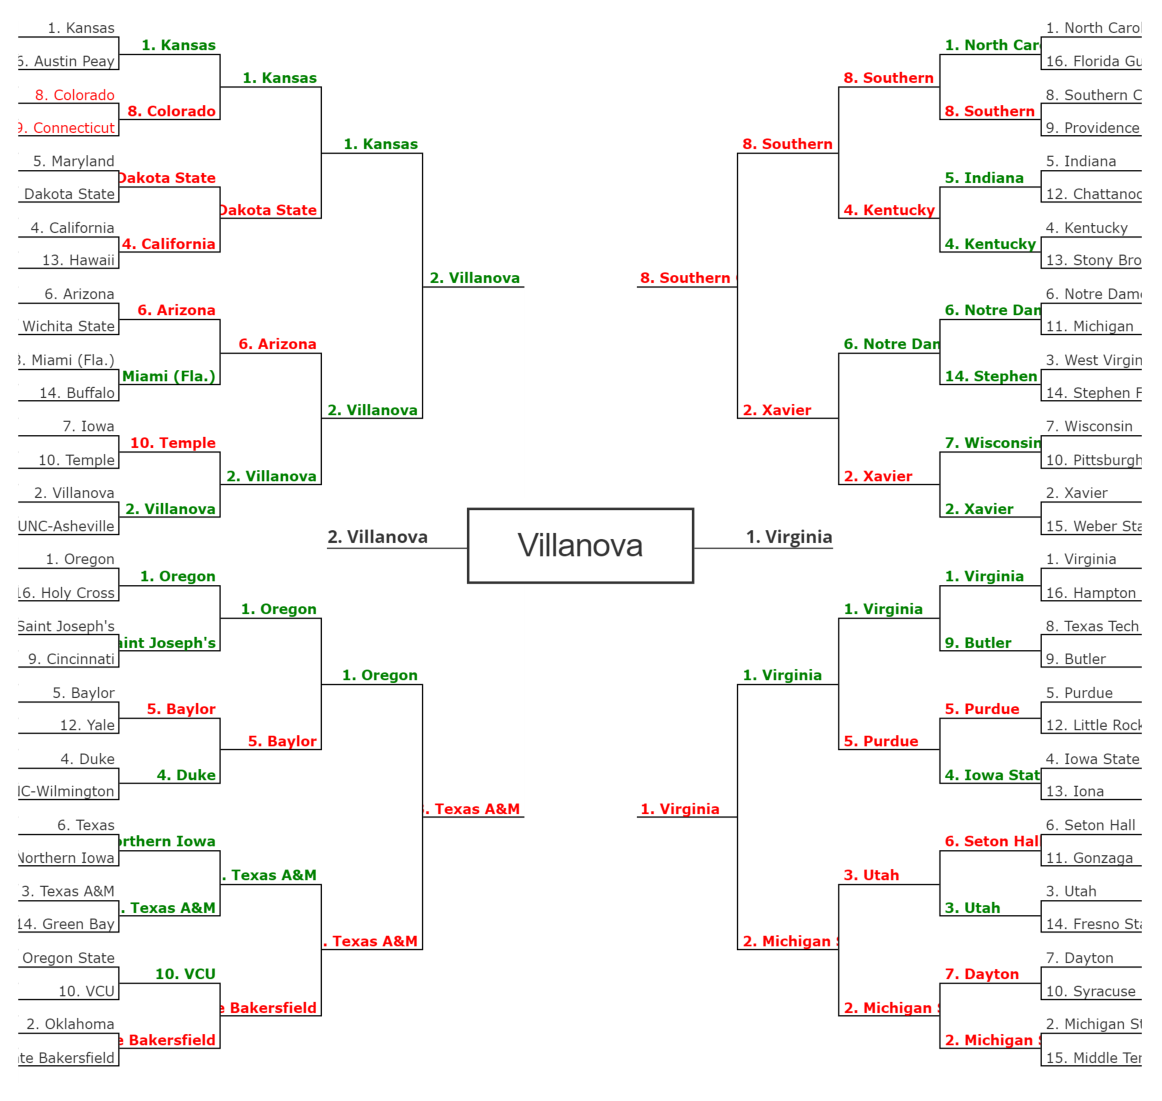 1. Kansas
6. Austin Peay
8. Colorado
9. Connecticut
5. Maryland
Dakota State
4. California
13. Hawaii
6. Arizona
Wichita State
3. Miami (Fla.)
14. Buffalo
7. Iowa
10. Temple
2. Villanova
UNC-Asheville
1. Oregon
16. Holy Cross
Saint Joseph's
9. Cincinnati
5. Baylor
12. Yale
4. Duke
NC-Wilmington
6. Texas
Northern Iowa
3. Texas A&M
14. Green Bay
Oregon State
10. VCU
2. Oklahoma
te Bakersfield
1. Kansas
8. Colorado
Dakota State
4. California
6. Arizona
Miami (Fla.)
10. Temple
2. Villanova
1. Oregon
aint Joseph's
5. Baylor
4. Duke
orthern Iowa
. Texas A&M
10. VCU
e Bakersfield
1. Kansas
Dakota State
6. Arizona
2. Villanova
1. Oregon
5. Baylor
. Texas A&M
e Bakersfield
1. Kansas
2. Villanova
1. Oregon
. Texas A&M
2. Villanova
. Texas A&M
2. Villanova
Villanova
1. Virginia
8. Southern
1. Virginia
8. Southern
2. Xavier
1. Virginia
2. Michigan
8. Southern
4. Kentucky
6. Notre Dam
2. Xavier
1. Virginia
5. Purdue
3. Utah
2. Michigan
1. North Car
8. Southern
5. Indiana
4. Kentucky
6. Notre Dam
14. Stephen
7. Wisconsin
2. Xavier
1. Virginia
9. Butler
5. Purdue
4. Iowa Stat
6. Seton Hall
3. Utah
7. Dayton
2. Michigan S
1. North Carol
16. Florida Gu
8. Southern C
9. Providence
5. Indiana
12. Chattanoo
4. Kentucky
13. Stony Bro
6. Notre Dame
11. Michigan
3. West Virgin
14. Stephen F
7. Wisconsin
10. Pittsburgh
2. Xavier
15. Weber Sta
1. Virginia
16. Hampton
8. Texas Tech
9. Butler
5. Purdue
12. Little Rock
4. Iowa State
13. Iona
6. Seton Hall
11. Gonzaga
3. Utah
14. Fresno Sta
7. Dayton
10. Syracuse
2. Michigan St
15. Middle Ten